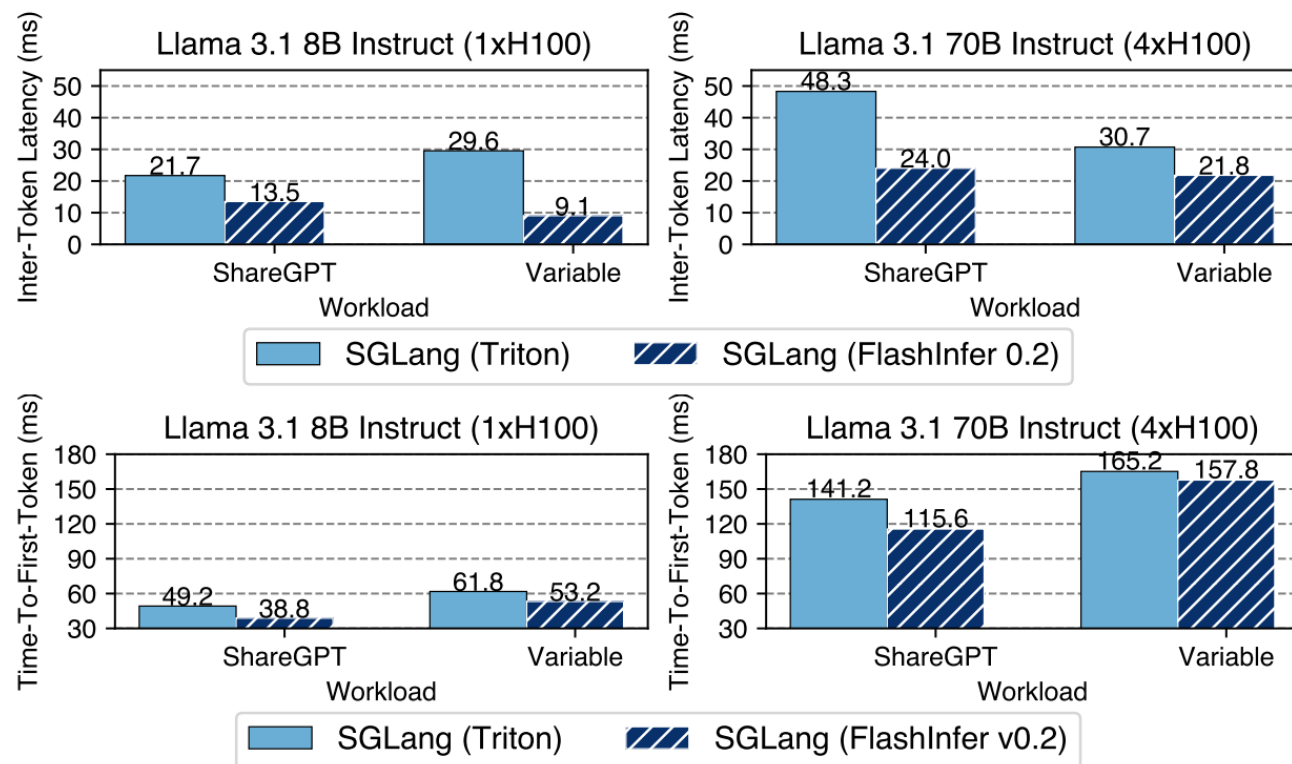 Llama 3.1 8B Instruct (1xH100)
Inter-Token Latency (ms)
50
40
30
20
10
0
21.7
13.5
29.6
9.1
ShareGPT
Variable
Workload
Llama 3.1 70B Instruct (4xH100)
Inter-Token Latency (ms)
50
40
30
20
10
0
48.3
24.0
30.7
21.8
ShareGPT
Variable
Workload
SGLang (Triton)
SGLang (FlashInfer 0.2)
Llama 3.1 8B Instruct (1xH100)
Time-To-First-Token (ms)
180
150
120
90
60
30
49.2
38.8
61.8
53.2
ShareGPT
Variable
Workload
Llama 3.1 70B Instruct (4xH100)
Time-To-First-Token (ms)
180
150
120
90
60
30
141.2
115.6
165.2
157.8
ShareGPT
Variable
Workload
SGLang (Triton)
SGLang (FlashInfer v0.2)